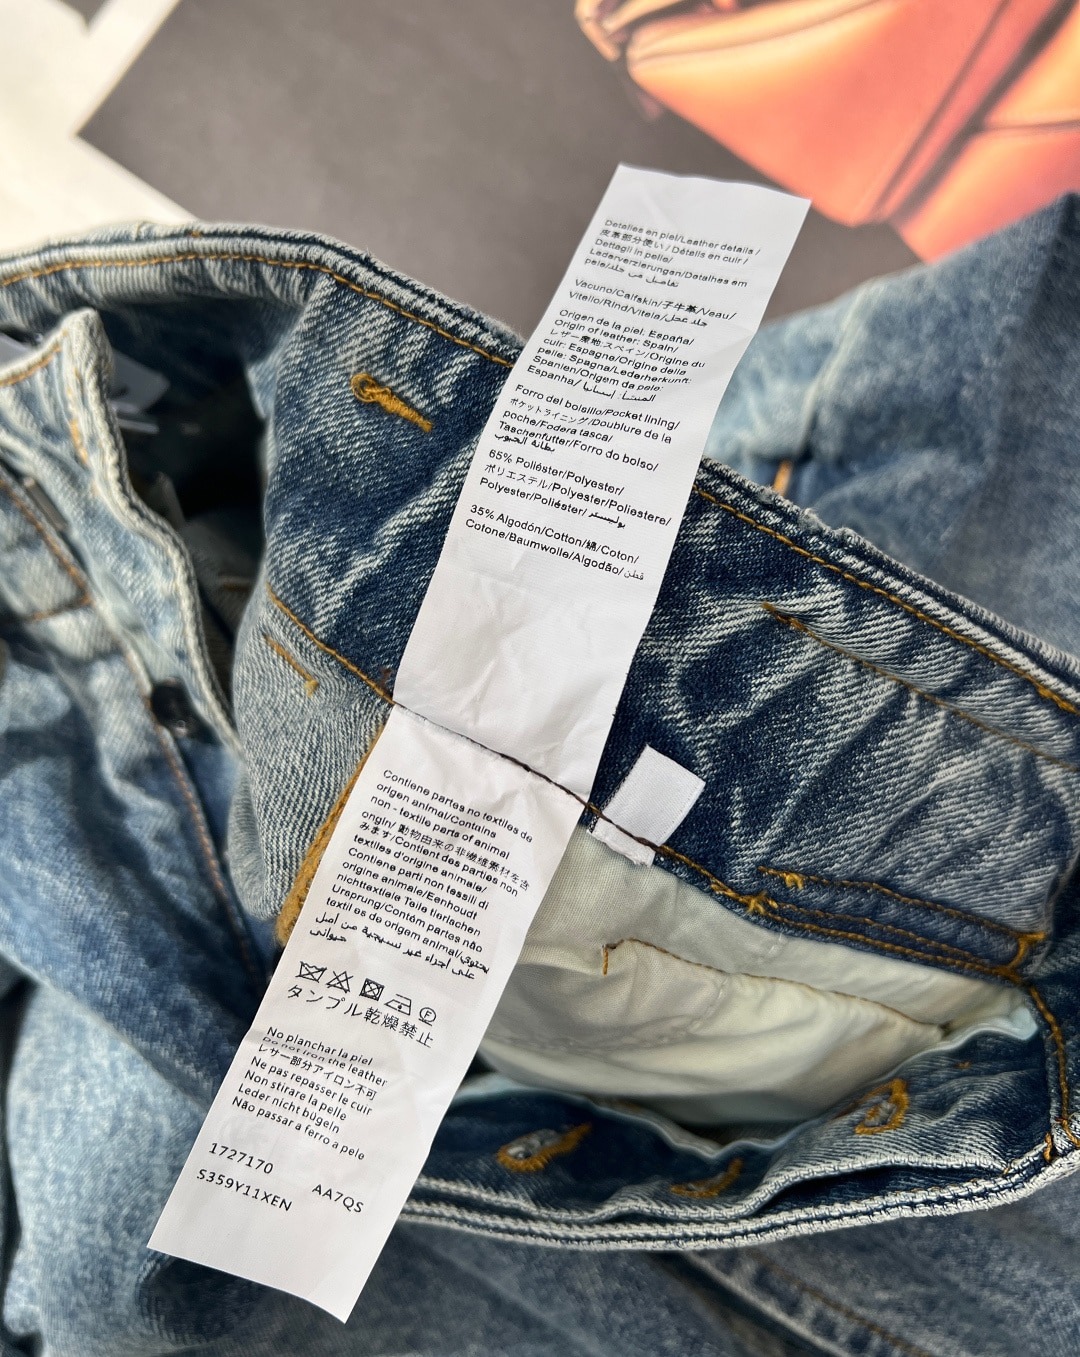 Detalles en piel/Leather details/
皮革部分使い/Détails en cuir/
Dettagli in pelle/
Lederverzierungen/Detalhes em
pele/تفاصيل من جلد
Vacuno/Calfskin/子牛革/Veau/
Vitello/Rind/Vitela/جلد عجل
Origen de la piel: España/
Origin of leather: Spain/
レザー産地:スペイン/Origine du
cuir: Espagne/Origine della
pelle: Spagna/Lederherkunft:
Spanien/Origem da pele:
Espanha/المنشأ: إسبانيا
Forro del bolsillo/Pocket lining/
ポケットライニング/Doublure de la
poche/Fodera tasca/
Taschenfutter/Forro do bolso/
بطانة الجيوب
65% Poliéster/Polyester/
ポリエステル/Polyester/Poliestere/
Polyester/Poliéster/بوليستر
35% Algodón/Cotton/綿/Coton/
Cotone/Baumwolle/Algodão/قطن
Contiene partes no textiles de
origen animal/Contains
non - textile parts of animal
origin/動物由来の非繊維素材を含
みます/Contient des parties non
textiles d'origine animale/
Contiene parti non tessili di
origine animale/Eenhoudt
nichttextiele Teile tierlachen
Ursprung/Contém partes não
textil es de origem animal/يحتوي
على أجزاء غير نسيجية من أصل
حيواني
タンプル乾燥禁止
No planchar la piel
Do not iron the leather
レザー部分アイロン不可
Ne pas repasser le cuir
Non stirare la pelle
Leder nicht bügeln
Não passar a ferro a pele
1727170
AA7QS
S359Y11XEN